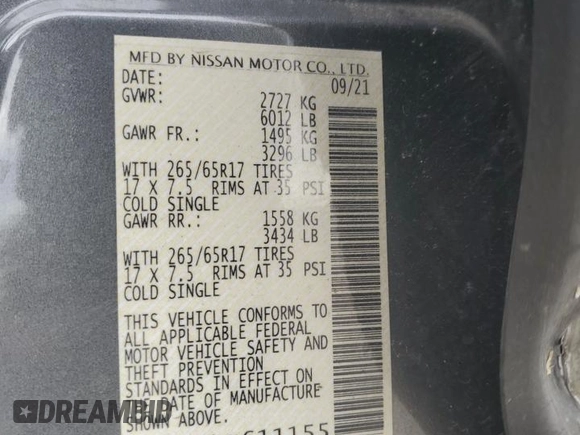 MFD BY NISSAN MOTOR CO., LTD.
DATE: 09/21
GVWR: 2727 KG
6012 LB
GAWR FR.: 1495 KG
3296 LB
WITH 265/65R17 TIRES
17 X 7.5 RIMS AT 35 PSI
COLD SINGLE
GAWR RR.: 1558 KG
3434 LB
WITH 265/65R17 TIRES
17 X 7.5 RIMS AT 35 PSI
COLD SINGLE
THIS VEHICLE CONFORMS TO
ALL APPLICABLE FEDERAL
MOTOR VEHICLE SAFETY AND
THEFT PREVENTION
STANDARDS IN EFFECT ON
THE DATE OF MANUFACTURE
SHOWN ABOVE.
611155
DIRECT IMPORT